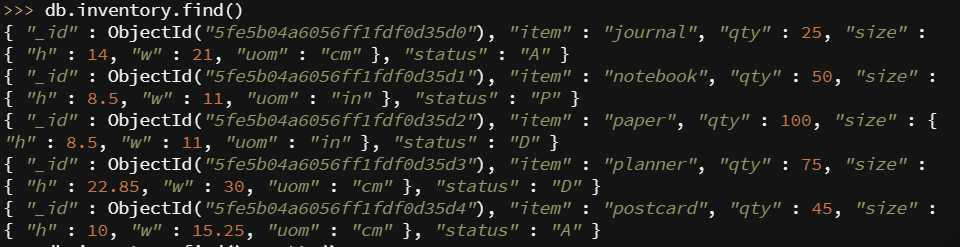 >>> db.inventory.find()
{ "_id" : ObjectId("5fe5b04a6056ff1fdf0d35d0"), "item" : "journal", "qty" : 25, "size" :
{ "h" : 14, "w" : 21, "uom" : "cm" }, "status" : "A" }
{ "_id" : ObjectId("5fe5b04a6056ff1fdf0d35d1"), "item" : "notebook", "qty" : 50, "size" :
{ "h" : 8.5, "w" : 11, "uom" : "in" }, "status" : "P" }
{ "_id" : ObjectId("5fe5b04a6056ff1fdf0d35d2"), "item" : "paper", "qty" : 100, "size" : {
"h" : 8.5, "w" : 11, "uom" : "in" }, "status" : "D" }
{ "_id" : ObjectId("5fe5b04a6056ff1fdf0d35d3"), "item" : "planner", "qty" : 75, "size" :
{ "h" : 22.85, "w" : 30, "uom" : "cm" }, "status" : "D" }
{ "_id" : ObjectId("5fe5b04a6056ff1fdf0d35d4"), "item" : "postcard", "qty" : 45, "size" :
{ "h" : 10, "w" : 15.25, "uom" : "cm" }, "status" : "A" }